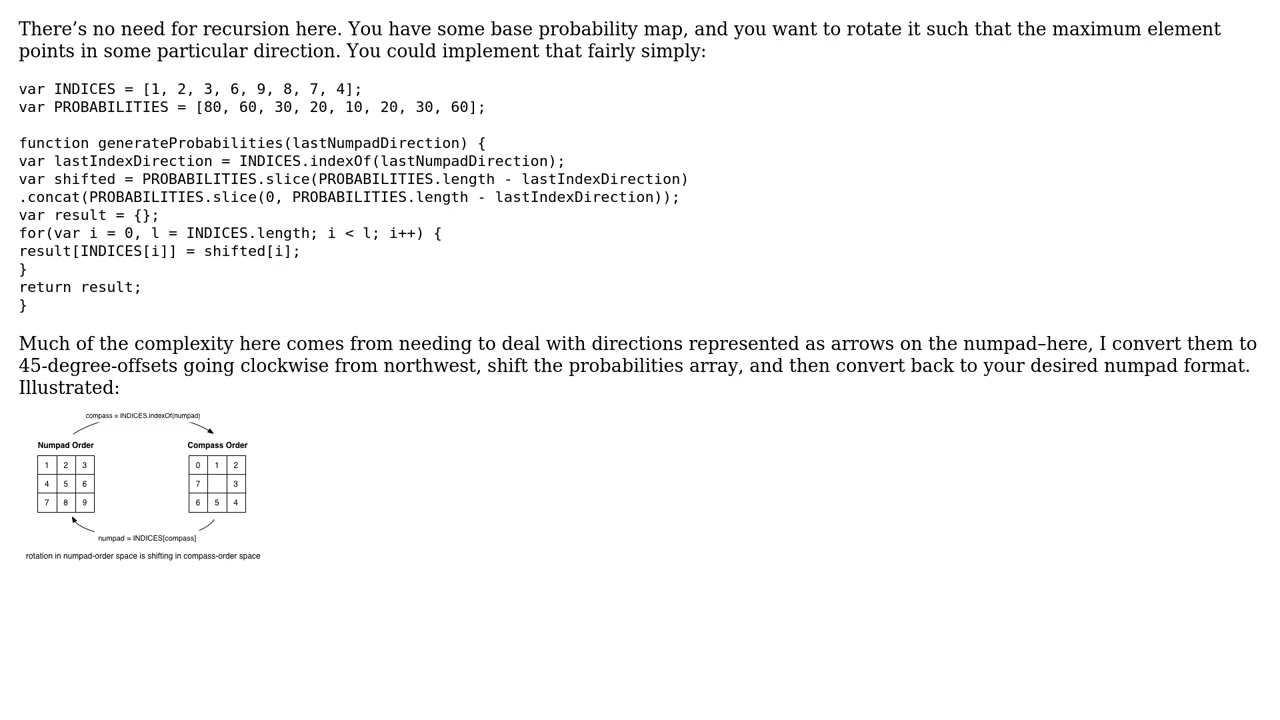 There’s no need for recursion here. You have some base probability map, and you want to rotate it such that the maximum element
points in some particular direction. You could implement that fairly simply:
var INDICES = [1, 2, 3, 6, 9, 8, 7, 4];
var PROBABILITIES = [80, 60, 30, 20, 10, 20, 30, 60];
function generateProbabilities(lastNumpadDirection) {
var lastIndexDirection = INDICES.indexOf(lastNumpadDirection);
var shifted = PROBABILITIES.slice(PROBABILITIES.length - lastIndexDirection)
.concat(PROBABILITIES.slice(0, PROBABILITIES.length - lastIndexDirection));
var result = {};
for(var i = 0, l = INDICES.length; i < l; i++) {
result[INDICES[i]] = shifted[i];
}
return result;
}
Much of the complexity here comes from needing to deal with directions represented as arrows on the numpad–here, I convert them to
45-degree-offsets going clockwise from northwest, shift the probabilities array, and then convert back to your desired numpad format.
Illustrated:
compass = INDICES.indexOf(numpad)
Numpad Order
1 2 3
4 5 6
7 8 9
Compass Order
0 1 2
7 3
6 5 4
numpad = INDICES[compass]
rotation in numpad-order space is shifting in compass-order space